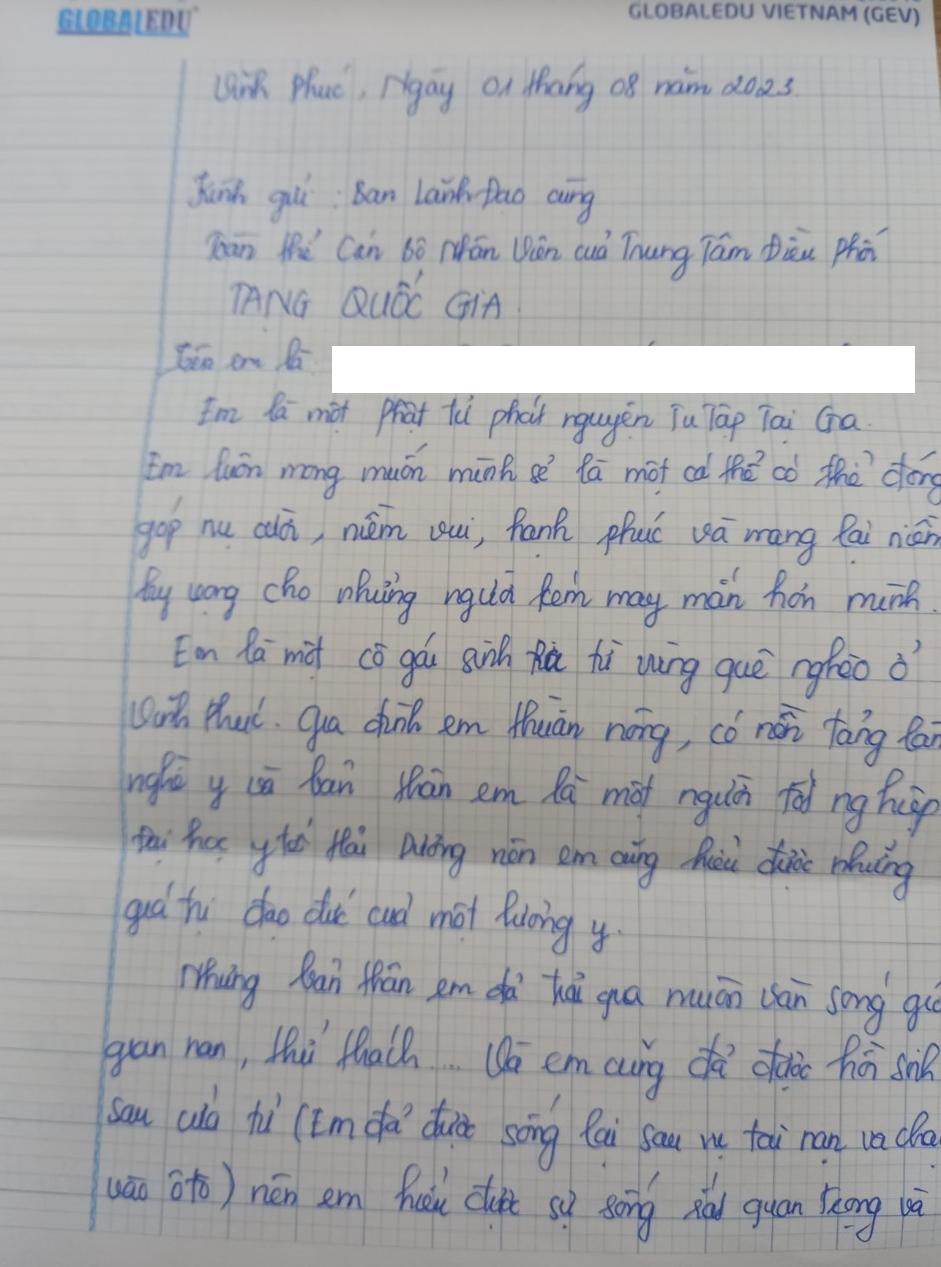 GLOBALEDU
GLOBALEDU VIETNAM (GEV)
Vĩnh Phúc, Ngày 01 tháng 08 năm 2023.
Kính gửi: Ban Lãnh Đạo cùng
Toàn thể Cán bộ Nhân Viên của Trung Tâm Điều Phối
TẠNG QUỐC GIA.
Tên em là
Em là một Phật tử phát nguyện Tu Tập Tại Gia.
Em luôn mong muốn mình sẽ là một cá thể có thể đóng
góp nụ cười, niềm vui, hạnh phúc và mang lại niềm
hy vọng cho những người kém may mắn hơn mình.
Em là một cô gái sinh ra từ vùng quê nghèo ở
Vĩnh Phúc. Gia đình em thuần nông, có nền tảng làm
nghề y và bản thân em là một người tốt nghiệp
Đại học y tế Hải Dương nên em cũng hiểu được những
giá trị đạo đức của một lương y.
Nhưng bản thân em đã trải qua muôn vàn sóng gió
gian nan, thử thách.... Và em cũng đã được hồi sinh
sau cửa tử (Em đã được sống lại sau vụ tai nạn va chạ
vào ôtô) nên em hiểu được sự sống rất quan trọng và